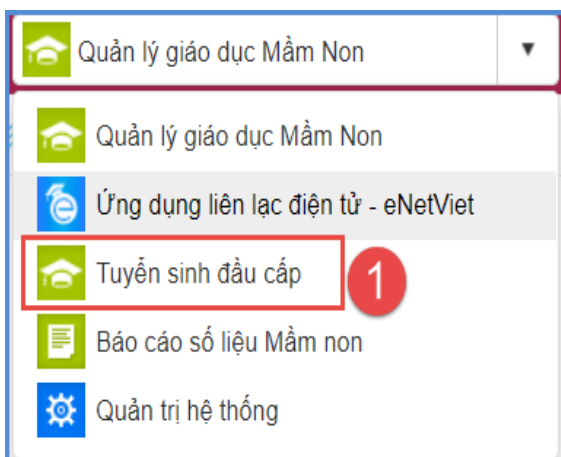 Quản lý giáo dục Mầm Non
Quản lý giáo dục Mầm Non
Ứng dụng liên lạc điện tử - eNetViet
Tuyển sinh đầu cấp
1
Báo cáo số liệu Mầm non
Quản trị hệ thống